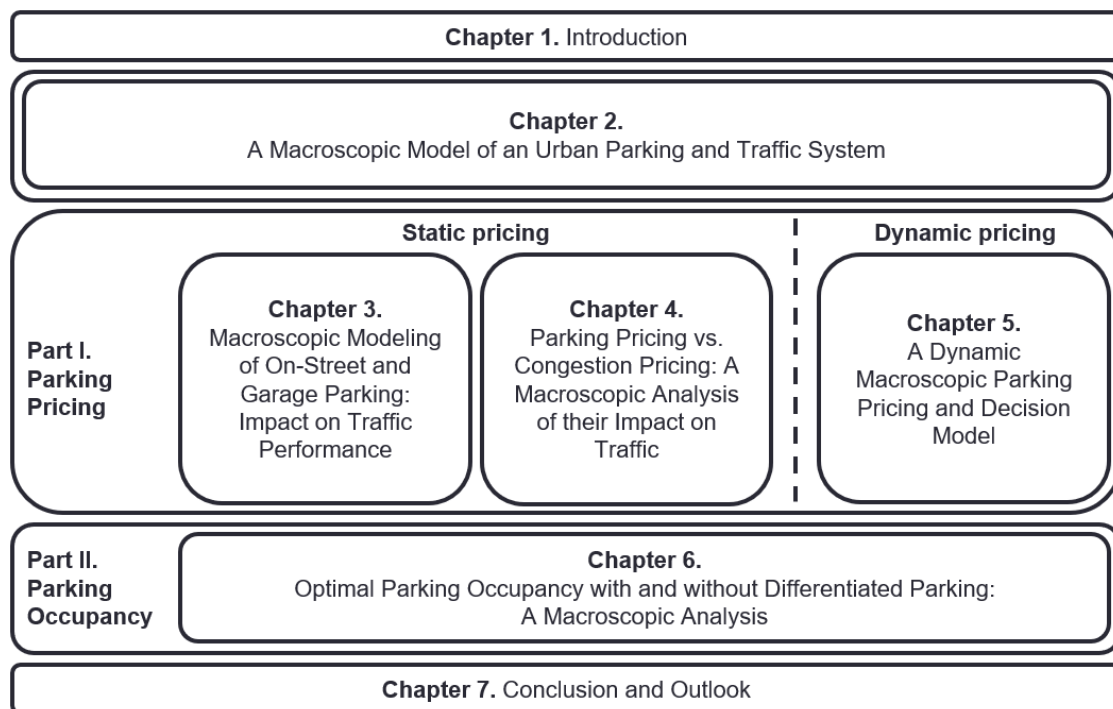 Chapter 1. Introduction
Chapter 2.
A Macroscopic Model of an Urban Parking and Traffic System
Part I.
Parking
Pricing
Static pricing
Chapter 3.
Macroscopic Modeling
of On-Street and
Garage Parking:
Impact on Traffic
Performance
Chapter 4.
Parking Pricing vs.
Congestion Pricing: A
Macroscopic Analysis
of their Impact on
Traffic
Dynamic pricing
Chapter 5.
A Dynamic
Macroscopic Parking
Pricing and Decision
Model
Part II.
Parking
Occupancy
Chapter 6.
Optimal Parking Occupancy with and without Differentiated Parking:
A Macroscopic Analysis
Chapter 7. Conclusion and Outlook